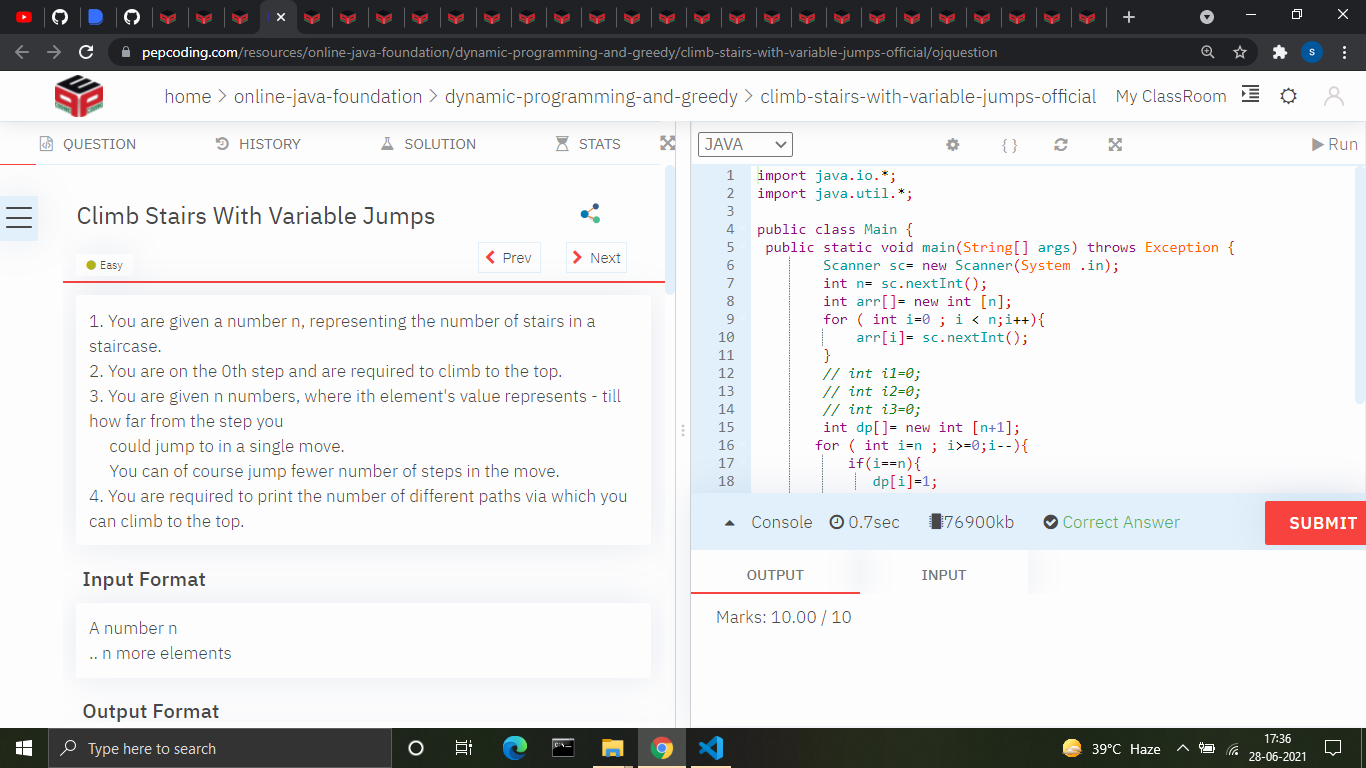 pepcoding.com/resources/online-java-foundation/dynamic-programming-and-greedy/climb-stairs-with-variable-jumps-official/ojquestion
S
home > online-java-foundation > dynamic-programming-and-greedy > climb-stairs-with-variable-jumps-official
My ClassRoom
QUESTION
HISTORY
SOLUTION
STATS
Climb Stairs With Variable Jumps
Prev
Next
Easy
1. You are given a number n, representing the number of stairs in a
staircase.
2. You are on the 0th step and are required to climb to the top.
3. You are given n numbers, where ith element's value represents - till
how far from the step you
could jump to in a single move.
You can of course jump fewer number of steps in the move.
4. You are required to print the number of different paths via which you
can climb to the top.
Input Format
A number n
.. n more elements
Output Format
JAVA
{ }
Run
1 import java.io.*;
2 import java.util.*;
3
4 public class Main {
5 public static void main(String[] args) throws Exception {
6 Scanner sc= new Scanner(System .in);
7 int n= sc.nextInt();
8 int arr[]= new int [n];
9 for ( int i=0 ; i < n;i++){
10 arr[i]= sc.nextInt();
11 }
12 // int i1=0;
13 // int i2=0;
14 // int i3=0;
15 int dp[]= new int [n+1];
16 for ( int i=n ; i>=0;i--){
17 if(i==n){
18 dp[i]=1;
Console
0.7sec
76900kb
Correct Answer
SUBMIT
OUTPUT
INPUT
Marks: 10.00 / 10
Type here to search
39°C Haze
17:36
28-06-2021